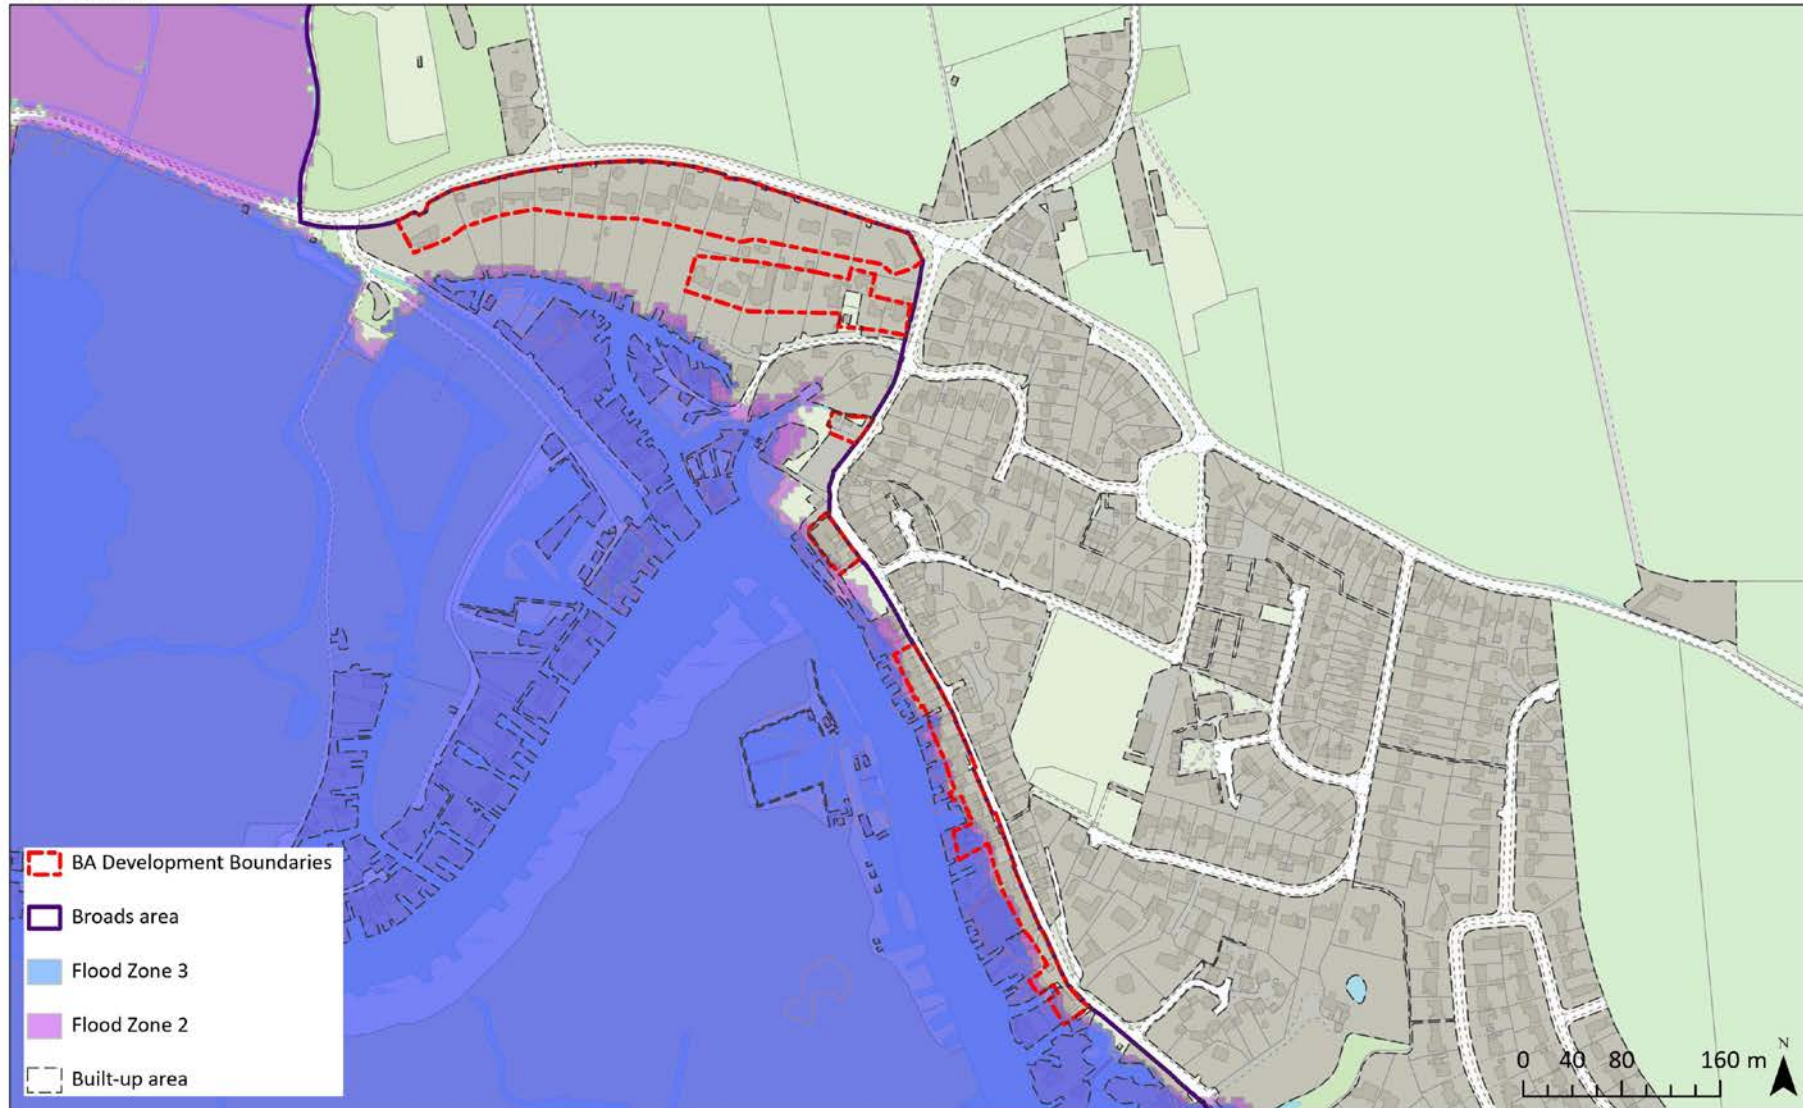 BA Development Boundaries
Broads area
Flood Zone 3
Flood Zone 2
Built-up area
0 40 80 160 m
N